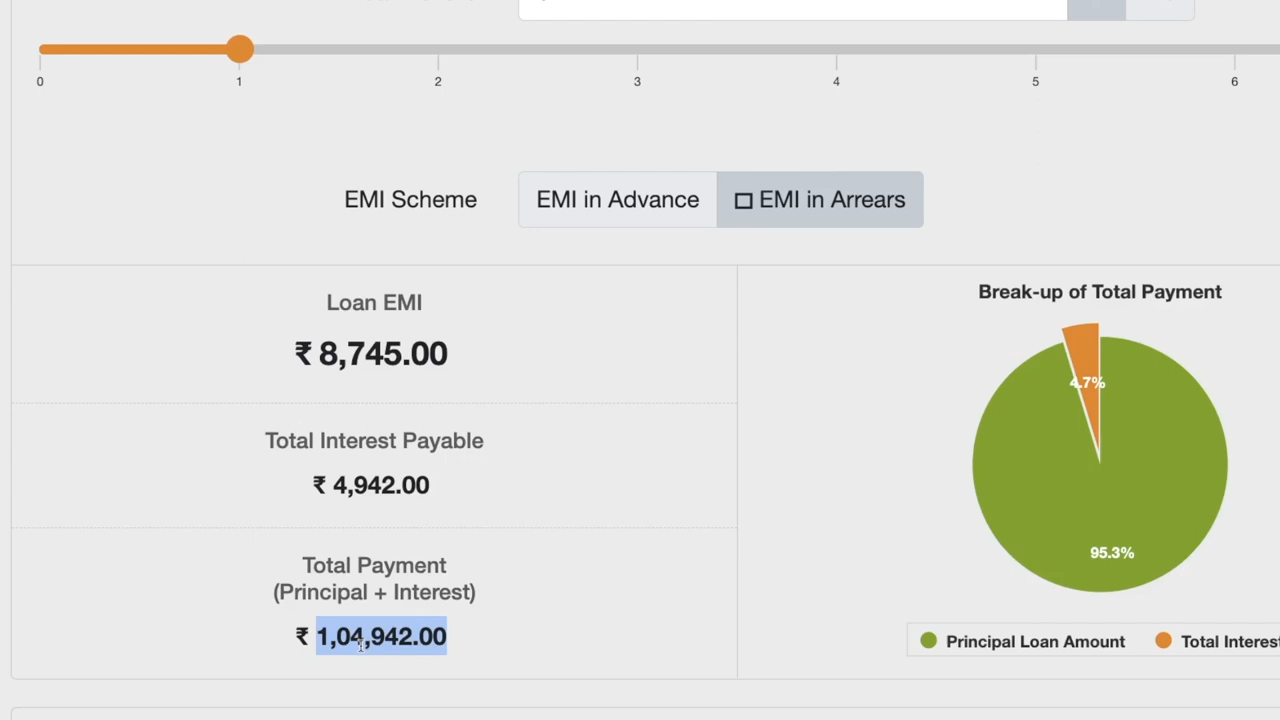 0 1 2 3 4 5 6
EMI Scheme EMI in Advance EMI in Arrears
Loan EMI
₹ 8,745.00
Total Interest Payable
₹ 4,942.00
Total Payment
(Principal + Interest)
₹ 1,04,942.00
Break-up of Total Payment
4.7%
95.3%
Principal Loan Amount Total Interest